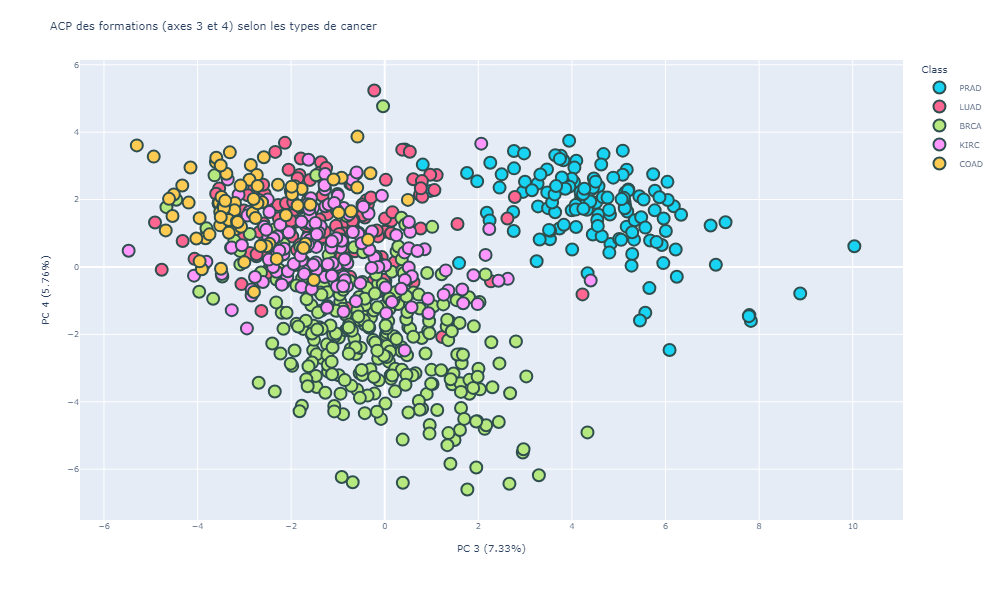 ACP des formations (axes 3 et 4) selon les types de cancer
Class
PRAD
LUAD
BRCA
KIRC
COAD
PC 4 (5.76%)
6
4
2
0
−2
−4
−6
−6
−4
−2
0
2
4
6
8
10
PC 3 (7.33%)